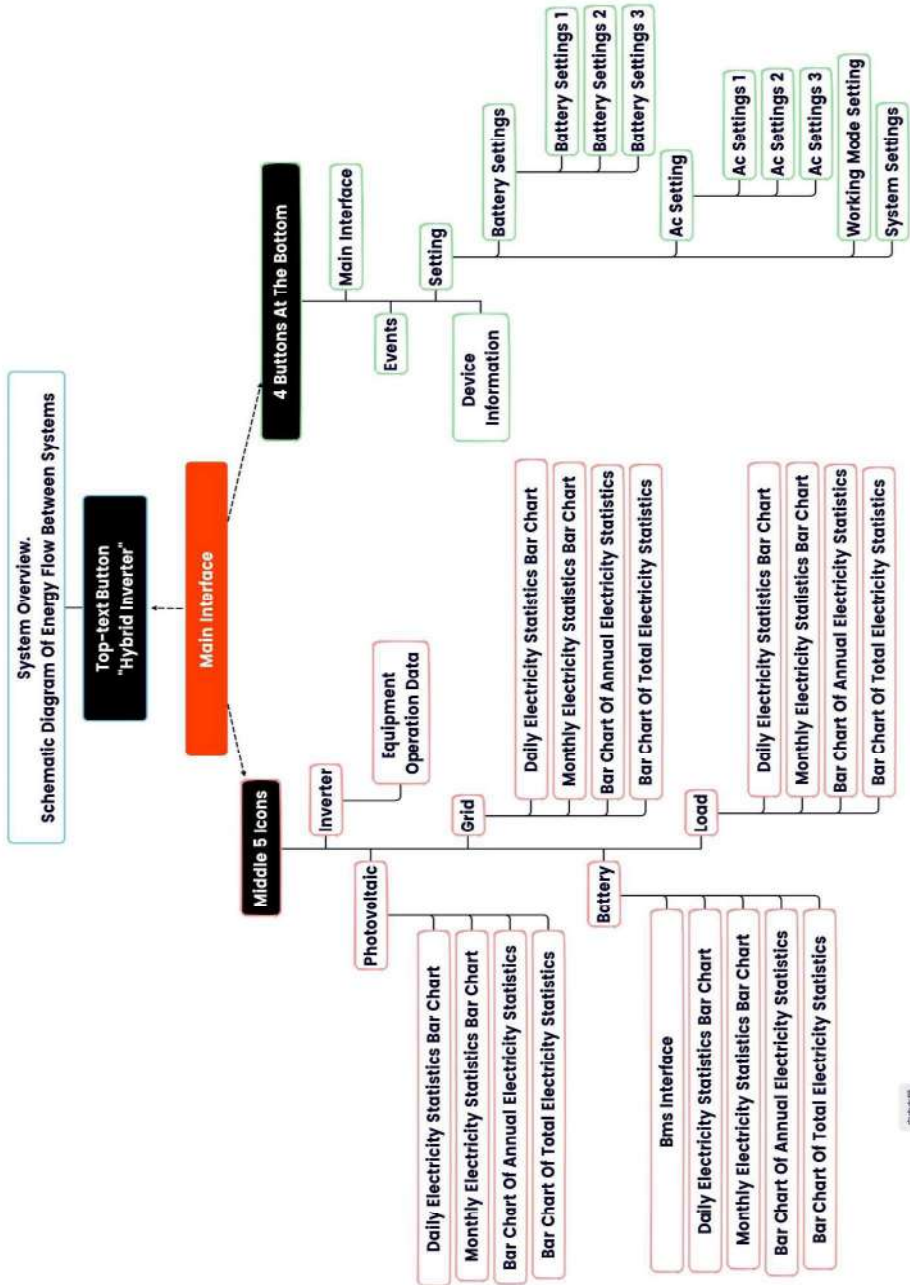 System Overview.
Schematic Diagram Of Energy Flow Between Systems
Top-text Button
"Hybrid Inverter"
Main Interface
Middle 5 Icons
Inverter
Equipment
Operation Data
Photovoltaic
Daily Electricity Statistics Bar Chart
Monthly Electricity Statistics Bar Chart
Bar Chart Of Annual Electricity Statistics
Bar Chart Of Total Electricity Statistics
Grid
Daily Electricity Statistics Bar Chart
Monthly Electricity Statistics Bar Chart
Bar Chart Of Annual Electricity Statistics
Bar Chart Of Total Electricity Statistics
Battery
Bms Interface
Daily Electricity Statistics Bar Chart
Monthly Electricity Statistics Bar Chart
Bar Chart Of Annual Electricity Statistics
Bar Chart Of Total Electricity Statistics
Load
Daily Electricity Statistics Bar Chart
Monthly Electricity Statistics Bar Chart
Bar Chart Of Annual Electricity Statistics
Bar Chart Of Total Electricity Statistics
4 Buttons At The Bottom
Main Interface
Events
Setting
Battery Settings
Battery Settings 1
Battery Settings 2
Battery Settings 3
Ac Setting
Ac Settings 1
Ac Settings 2
Ac Settings 3
Working Mode Setting
System Settings
Device
Information